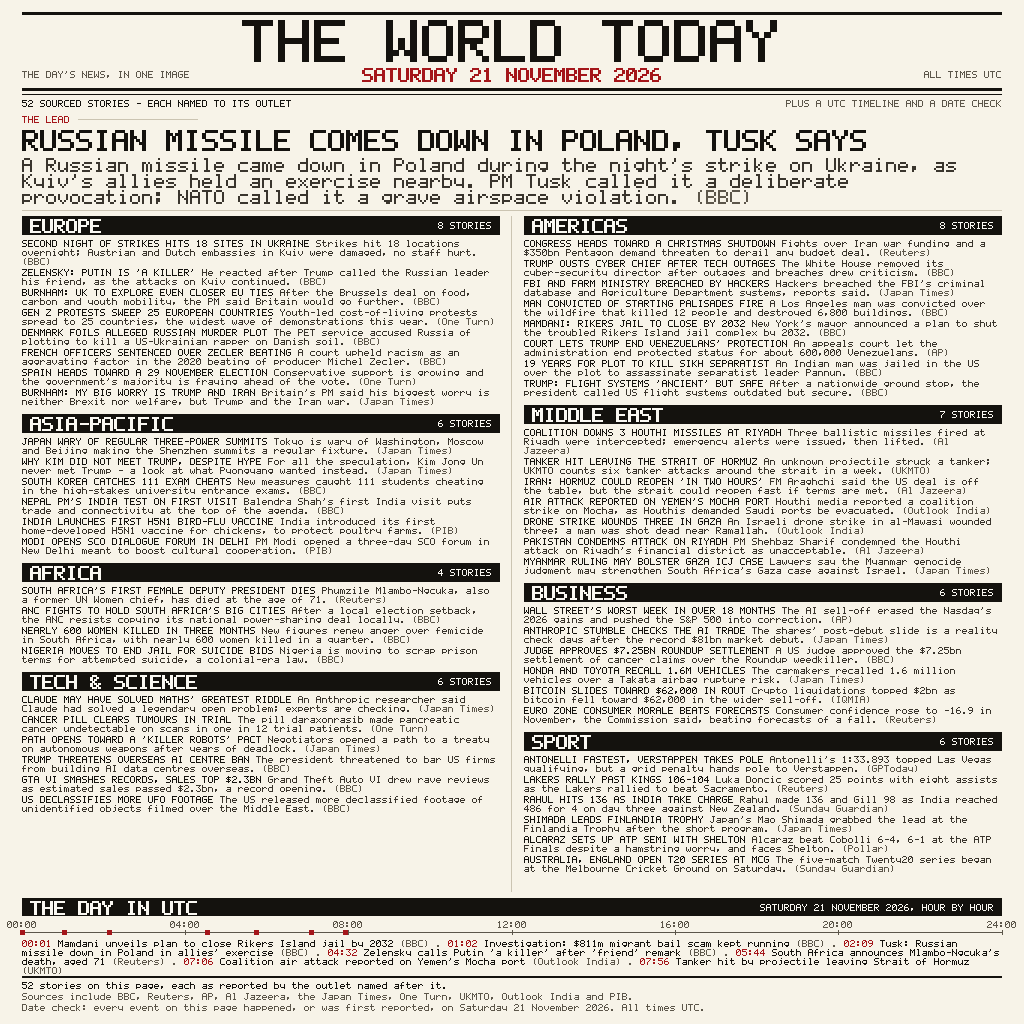 THE WORLD TODAY
THE DAY'S NEWS, IN ONE IMAGE
SATURDAY 21 NOVEMBER 2026
ALL TIMES UTC
52 SOURCED STORIES - EACH NAMED TO ITS OUTLET
PLUS A UTC TIMELINE AND A DATE CHECK
THE LEAD
RUSSIAN MISSILE COMES DOWN IN POLAND, TUSK SAYS
A Russian missile came down in Poland during the night's strike on Ukraine, as
Kyiv's allies held an exercise nearby. PM Tusk called it a deliberate
provocation; NATO called it a grave airspace violation. (BBC)
EUROPE
8 STORIES
SECOND NIGHT OF STRIKES HITS 18 SITES IN UKRAINE Strikes hit 18 locations
overnight; Austrian and Dutch embassies in Kyiv were damaged, no staff hurt.
(BBC)
ZELENSKY: PUTIN IS 'A KILLER' He reacted after Trump called the Russian leader
his friend, as the attacks on Kyiv continued. (BBC)
BURNHAM: UK TO EXPLORE EVEN CLOSER EU TIES After the Brussels deal on food,
carbon and youth mobility, the PM said Britain would go further. (BBC)
GEN Z PROTESTS SWEEP 25 EUROPEAN COUNTRIES Youth-led cost-of-living protests
spread to 25 countries, the widest wave of demonstrations this year. (One Turn)
DENMARK FOILS ALLEGED RUSSIAN MURDER PLOT The PET service accused Russia of
plotting to kill a US-Ukrainian rapper on Danish soil. (BBC)
FRENCH OFFICERS SENTENCED OVER ZECLER BEATING A court upheld racism as an
aggravating factor in the 2020 beating of producer Michel Zecler. (BBC)
SPAIN HEADS TOWARD A 29 NOVEMBER ELECTION Conservative support is growing and
the government's majority is fraying ahead of the vote. (One Turn)
BURNHAM: MY BIG WORRY IS TRUMP AND IRAN Britain's PM said his biggest worry is
neither Brexit nor welfare, but Trump and the Iran war. (Japan Times)
ASIA-PACIFIC
6 STORIES
JAPAN WARY OF REGULAR THREE-POWER SUMMITS Tokyo is wary of Washington, Moscow
and Beijing making the Shenzhen summits a regular fixture. (Japan Times)
WHY KIM DID NOT MEET TRUMP, DESPITE HYPE For all the speculation, Kim Jong Un
never met Trump - a look at what Pyongyang wanted instead. (Japan Times)
SOUTH KOREA CATCHES 111 EXAM CHEATS New measures caught 111 students cheating
in the high-stakes university entrance exams. (BBC)
NEPAL PM'S INDIA TEST ON FIRST VISIT Balendra Shah's first India visit puts
trade and connectivity at the top of the agenda. (BBC)
INDIA LAUNCHES FIRST H5N1 BIRD-FLU VACCINE India introduced its first
home-developed H5N1 vaccine for chickens, to protect poultry farms. (PIB)
MODI OPENS SCO DIALOGUE FORUM IN DELHI PM Modi opened a three-day SCO forum in
New Delhi meant to boost cultural cooperation. (PIB)
AFRICA
4 STORIES
SOUTH AFRICA'S FIRST FEMALE DEPUTY PRESIDENT DIES Phumzile Mlambo-Ngcuka, also
a former UN Women chief, has died at the age of 71. (Reuters)
ANC FIGHTS TO HOLD SOUTH AFRICA'S BIG CITIES After a local election setback,
the ANC resists copying its national power-sharing deal locally. (BBC)
NEARLY 600 WOMEN KILLED IN THREE MONTHS New figures renew anger over femicide
in South Africa, with nearly 600 women killed in a quarter. (BBC)
NIGERIA MOVES TO END JAIL FOR SUICIDE BIDS Nigeria is moving to scrap prison
terms for attempted suicide, a colonial-era law. (BBC)
TECH & SCIENCE
6 STORIES
CLAUDE MAY HAVE SOLVED MATHS' GREATEST RIDDLE An Anthropic researcher said
Claude had solved a legendary open problem; experts are checking. (Japan Times)
CANCER PILL CLEARS TUMOURS IN TRIAL The pill daraxonrasib made pancreatic
cancer undetectable on scans in one in 12 trial patients. (One Turn)
PATH OPENS TOWARD A 'KILLER ROBOTS' PACT Negotiators opened a path to a treaty
on autonomous weapons after years of deadlock. (Japan Times)
TRUMP THREATENS OVERSEAS AI CENTRE BAN The president threatened to bar US firms
from building AI data centres overseas. (BBC)
GTA VI SMASHES RECORDS, SALES TOP $2.3BN Grand Theft Auto VI drew rave reviews
as estimated sales passed $2.3bn, a record opening. (BBC)
US DECLASSIFIES MORE UFO FOOTAGE The US released more declassified footage of
unidentified objects filmed over the Middle East. (BBC)
AMERICAS
8 STORIES
CONGRESS HEADS TOWARD A CHRISTMAS SHUTDOWN Fights over Iran war funding and a
$350bn Pentagon demand threaten to derail any budget deal. (Reuters)
TRUMP OUSTS CYBER CHIEF AFTER TECH OUTAGES The White House removed its
cyber-security director after outages and breaches drew criticism. (BBC)
FBI AND FARM MINISTRY BREACHED BY HACKERS Hackers breached the FBI's criminal
database and Agriculture Department systems, reports said. (Japan Times)
MAN CONVICTED OF STARTING PALISADES FIRE A Los Angeles man was convicted over
the wildfire that killed 12 people and destroyed 6,800 buildings. (BBC)
MAMDANI: RIKERS JAIL TO CLOSE BY 2032 New York's mayor announced a plan to shut
the troubled Rikers Island jail complex by 2032. (BBC)
COURT LETS TRUMP END VENEZUELANS' PROTECTION An appeals court let the
administration end protected status for about 600,000 Venezuelans. (AP)
19 YEARS FOR PLOT TO KILL SIKH SEPARATIST An Indian man was jailed in the US
over the plot to assassinate separatist leader Pannun. (BBC)
TRUMP: FLIGHT SYSTEMS 'ANCIENT' BUT SAFE After a nationwide ground stop, the
president called US flight systems outdated but secure. (BBC)
MIDDLE EAST
7 STORIES
COALITION DOWNS 3 HOUTHI MISSILES AT RIYADH Three ballistic missiles fired at
Riyadh were intercepted; emergency alerts were issued, then lifted. (Al
Jazeera)
TANKER HIT LEAVING THE STRAIT OF HORMUZ An unknown projectile struck a tanker;
UKMTO counts six tanker attacks around the strait in a week. (UKMTO)
IRAN: HORMUZ COULD REOPEN 'IN TWO HOURS' FM Araghchi said the US deal is off
the table, but the strait could reopen fast if terms are met. (Al Jazeera)
AIR ATTACK REPORTED ON YEMEN'S MOCHA PORT Houthi media reported a coalition
strike on Mocha, as Houthis demanded Saudi ports be evacuated. (Outlook India)
DRONE STRIKE WOUNDS THREE IN GAZA An Israeli drone strike in al-Mawasi wounded
three; a man was shot dead near Ramallah. (Outlook India)
PAKISTAN CONDEMNS ATTACK ON RIYADH PM Shehbaz Sharif condemned the Houthi
attack on Riyadh's financial district as unacceptable. (Al Jazeera)
MYANMAR RULING MAY BOLSTER GAZA ICJ CASE Lawyers say the Myanmar genocide
judgment may strengthen South Africa's Gaza case against Israel. (Japan Times)
BUSINESS
6 STORIES
WALL STREET'S WORST WEEK IN OVER 18 MONTHS The AI sell-off erased the Nasdaq's
2026 gains and pushed the S&P 500 into correction. (AP)
ANTHROPIC STUMBLE CHECKS THE AI TRADE The shares' post-debut slide is a reality
check days after the record $81bn market debut. (Japan Times)
JUDGE APPROVES $7.25BN ROUNDUP SETTLEMENT A US judge approved the $7.25bn
settlement of cancer claims over the Roundup weedkiller. (BBC)
HONDA AND TOYOTA RECALL 1.6M VEHICLES The carmakers recalled 1.6 million
vehicles over a Takata airbag rupture risk. (Japan Times)
BITCOIN SLIDES TOWARD $62,000 IN ROUT Crypto liquidations topped $2bn as
bitcoin fell toward $62,000 in the wider sell-off. (IQMIA)
EURO ZONE CONSUMER MORALE BEATS FORECASTS Consumer confidence rose to -16.9 in
November, the Commission said, beating forecasts of a fall. (Reuters)
SPORT
6 STORIES
ANTONELLI FASTEST, VERSTAPPEN TAKES POLE Antonelli's 1:33.893 topped Las Vegas
qualifying, but a grid penalty hands pole to Verstappen. (GPToday)
LAKERS RALLY PAST KINGS 106-104 Luka Doncic scored 25 points with eight assists
as the Lakers rallied to beat Sacramento. (Reuters)
RAHUL HITS 136 AS INDIA TAKE CHARGE Rahul made 136 and Gill 98 as India reached
486 for 4 on day three against New Zealand. (Sunday Guardian)
SHIMADA LEADS FINLANDIA TROPHY Japan's Mao Shimada grabbed the lead at the
Finlandia Trophy after the short program. (Japan Times)
ALCARAZ SETS UP ATP SEMI WITH SHELTON Alcaraz beat Cobolli 6-4, 6-1 at the ATP
Finals despite a hamstring worry, and faces Shelton. (Pollar)
AUSTRALIA, ENGLAND OPEN T20 SERIES AT MCG The five-match Twenty20 series began
at the Melbourne Cricket Ground on Saturday. (Sunday Guardian)
THE DAY IN UTC
SATURDAY 21 NOVEMBER 2026, HOUR BY HOUR
00:00 04:00 08:00 12:00 16:00 20:00 24:00
00:01 Mamdani unveils plan to close Rikers Island jail by 2032 (BBC) . 01:02 Investigation: $811m migrant bail scam kept running (BBC) . 02:09 Tusk: Russian
missile down in Poland in allies' exercise (BBC) . 04:32 Zelensky calls Putin 'a killer' after 'friend' remark (BBC) . 05:44 South Africa announces Mlambo-Ngcuka's
death, aged 71 (Reuters) . 07:06 Coalition air attack reported on Yemen's Mocha port (Outlook India) . 07:56 Tanker hit by projectile leaving Strait of Hormuz
(UKMTO)
52 stories on this page, each as reported by the outlet named after it.
Sources include BBC, Reuters, AP, Al Jazeera, the Japan Times, One Turn, UKMTO, Outlook India and PIB.
Date check: every event on this page happened, or was first reported, on Saturday 21 November 2026. All times UTC.